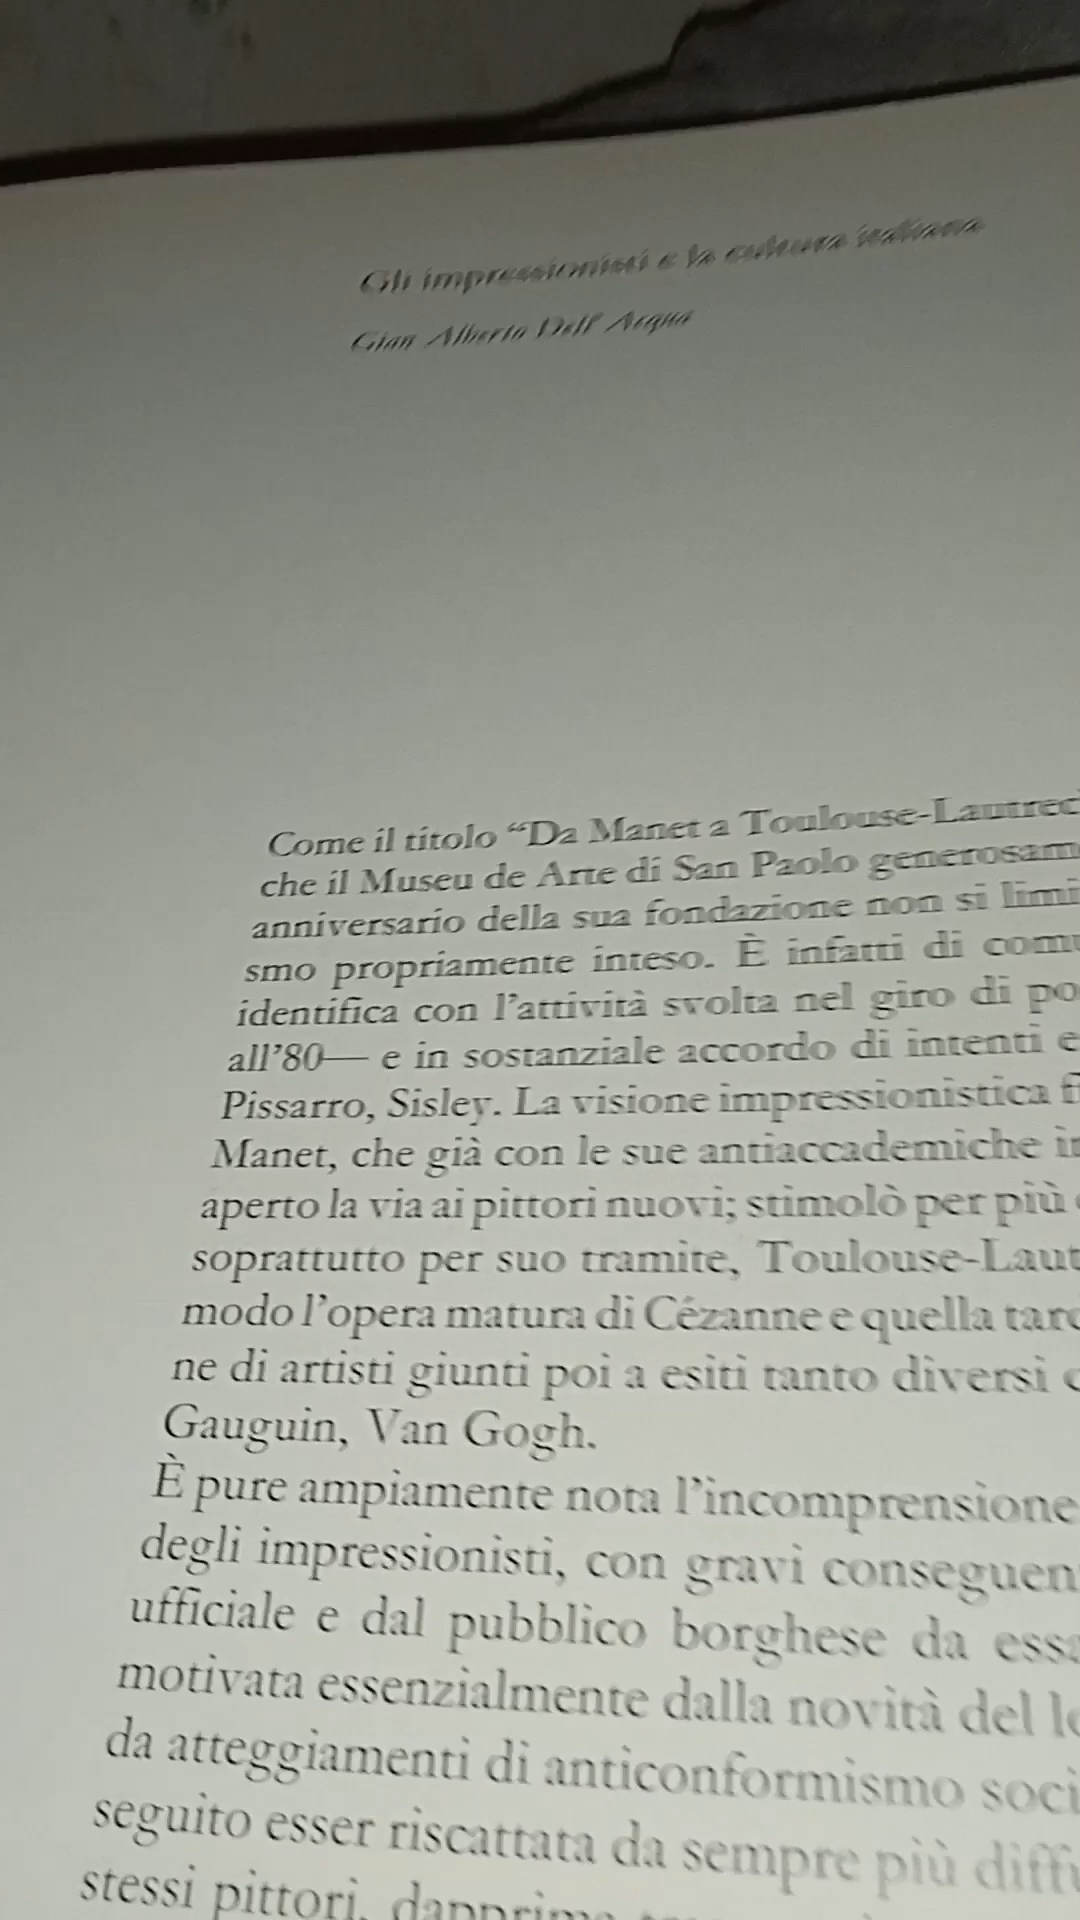 Gli impressionisti e la cultura italiana
Gian Alberto Dell' Acqua
Come il titolo “Da Manet a Toulouse-Lautrec
che il Museu de Arte di San Paolo generosam
anniversario della sua fondazione non si limi
smo propriamente inteso. È infatti di comu
identifica con l’attività svolta nel giro di po
all’80— e in sostanziale accordo di intenti e
Pissarro, Sisley. La visione impressionistica f
Manet, che già con le sue antiaccademiche in
aperto la via ai pittori nuovi; stimolò per più
soprattutto per suo tramite, Toulouse-Laut
modo l’opera matura di Cézanne e quella tard
ne di artisti giunti poi a esiti tanto diversi c
Gauguin, Van Gogh.
È pure ampiamente nota l’incomprensione
degli impressionisti, con gravi conseguen
ufficiale e dal pubblico borghese da essa
motivata essenzialmente dalla novità del lo
da atteggiamenti di anticonformismo soci
seguito esser riscattata da sempre più diffu
stessi pittori, dapprima